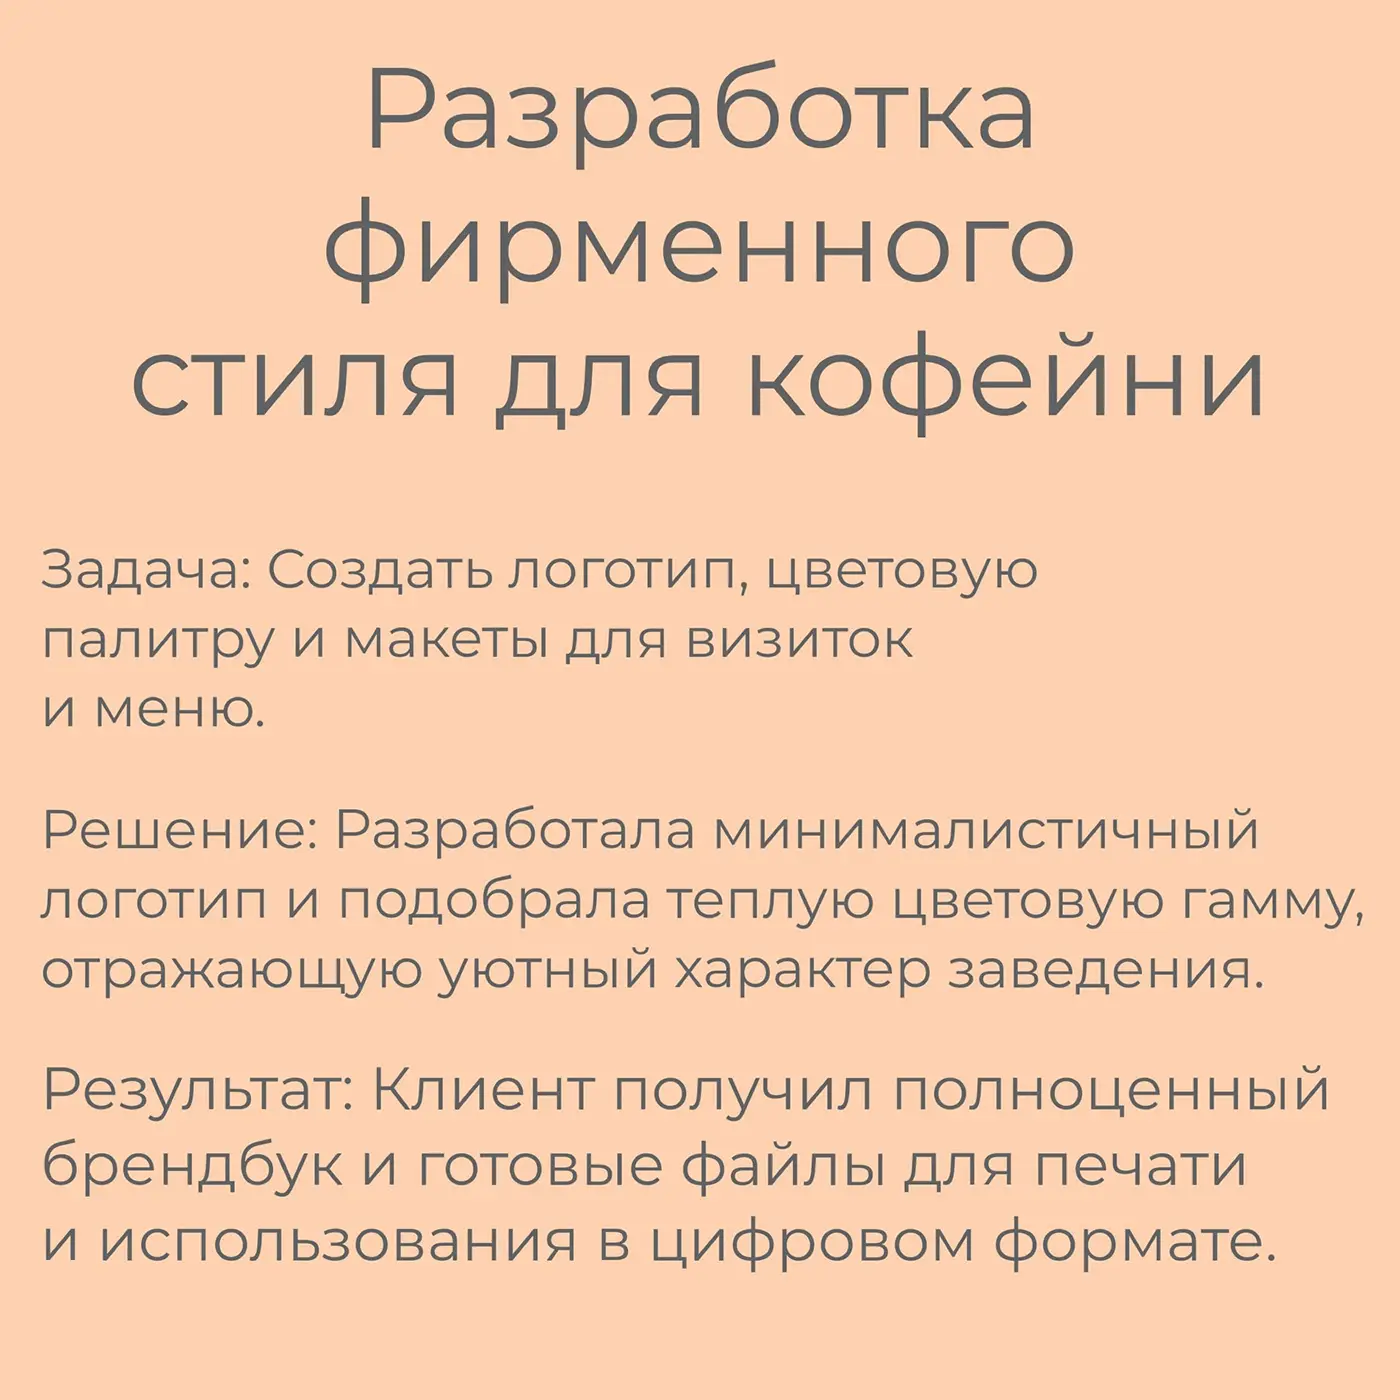 Разработка
фирменного
стиля для кофейни
Задача: Создать логотип, цветовую
палитру и макеты для визиток
и меню.
Решение: Разработала минималистичный
логотип и подобрала теплую цветовую гамму,
отражающую уютный характер заведения.
Результат: Клиент получил полноценный
брендбук и готовые файлы для печати
и использования в цифровом формате.